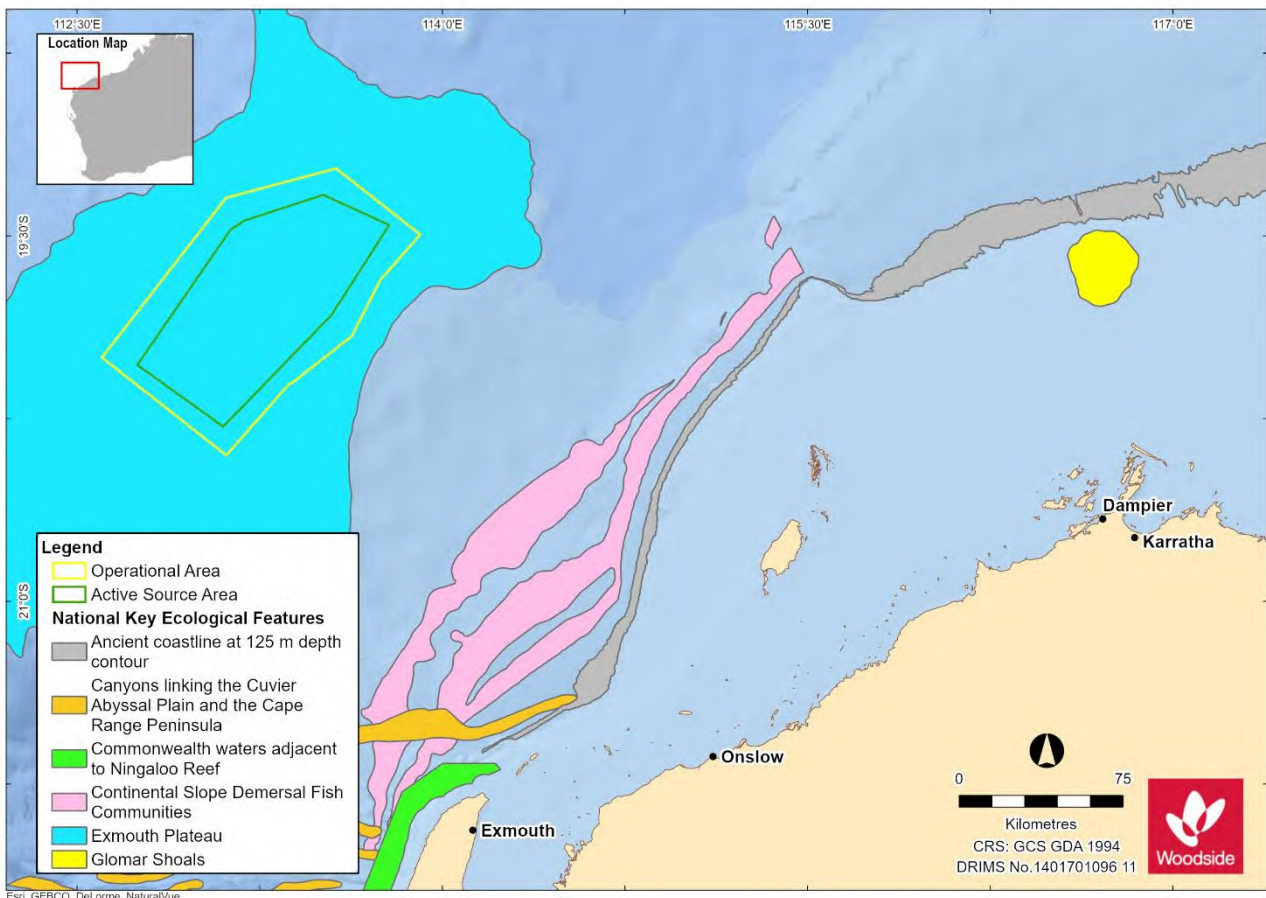 112°30'E
114°0'E
115°30'E
117°0'E
Location Map
19°30'S
21°0'S
Dampier
Karratha
Onslow
Exmouth
Legend
Operational Area
Active Source Area
National Key Ecological Features
Ancient coastline at 125 m depth
contour
Canyons linking the Cuvier
Abyssal Plain and the Cape
Range Peninsula
Commonwealth waters adjacent
to Ningaloo Reef
Continental Slope Demersal Fish
Communities
Exmouth Plateau
Glomar Shoals
0
75
Kilometres
CRS: GCS GDA 1994
DRIMS No.1401701096 11
Woodside
Esri, GEBCO, DeLorme, NaturalVue